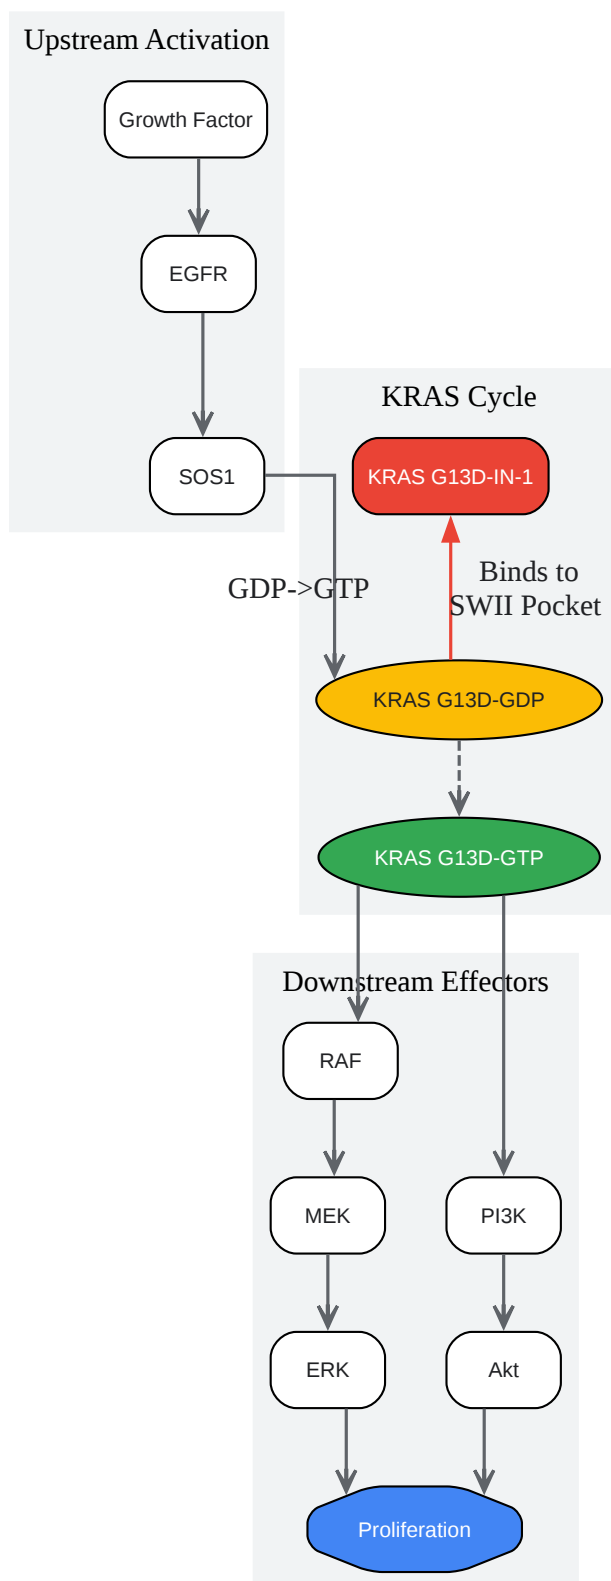 Upstream Activation
Growth Factor
EGFR
SOS1
KRAS Cycle
KRAS G13D-IN-1
GDP->GTP
Binds to
SWII Pocket
KRAS G13D-GDP
KRAS G13D-GTP
Downstream Effectors
RAF
MEK
PI3K
ERK
Akt
Proliferation